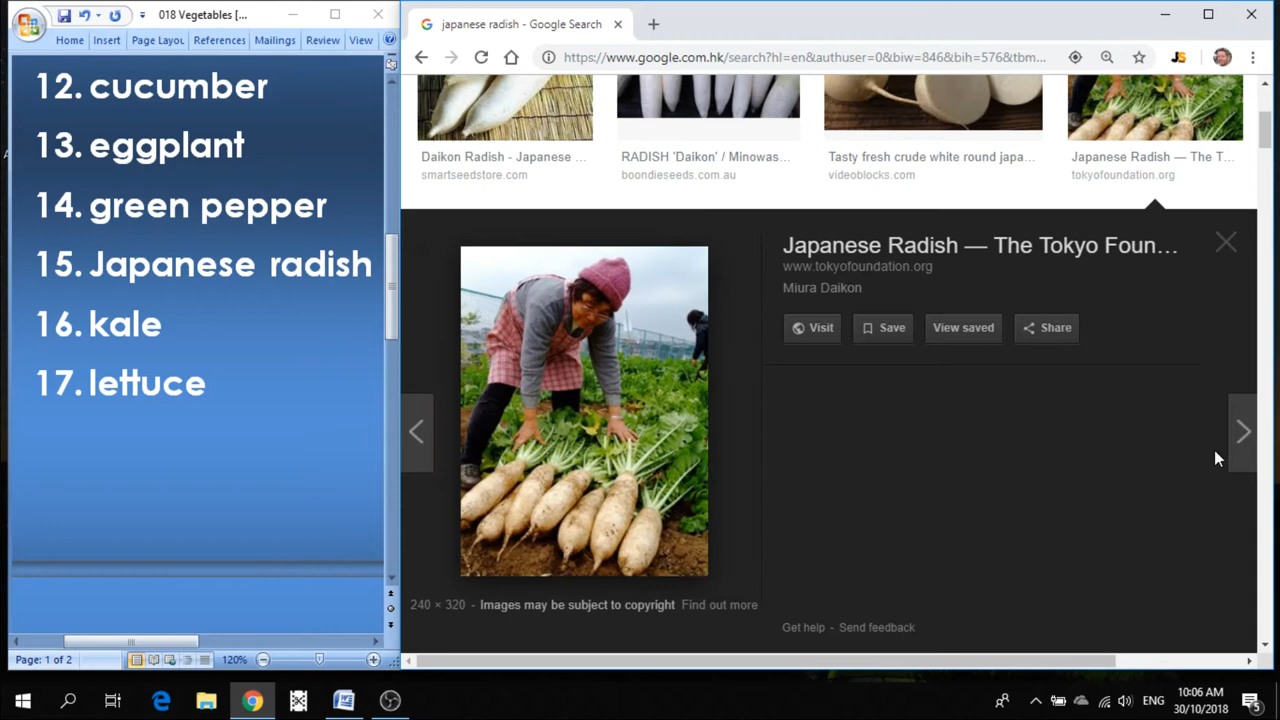 018 Vegetables [...
Home Insert Page Layou References Mailings Review View
12. cucumber
13. eggplant
14. green pepper
15. Japanese radish
16. kale
17. lettuce
Page: 1 of 2 120%
japanese radish - Google Search
https://www.google.com.hk/search?hl=en&authuser=0&biw=846&bih=576&tbm...
JS
Daikon Radish - Japanese ...
smartseedstore.com
RADISH 'Daikon' / Minowas...
boondieseeds.com.au
Tasty fresh crude white round japa...
videoblocks.com
Japanese Radish — The T...
tokyofoundation.org
Japanese Radish — The Tokyo Foun...
www.tokyofoundation.org
Miura Daikon
Visit Save View saved Share
240 × 320 - Images may be subject to copyright Find out more
Get help - Send feedback
ENG
10:06 AM
30/10/2018
5